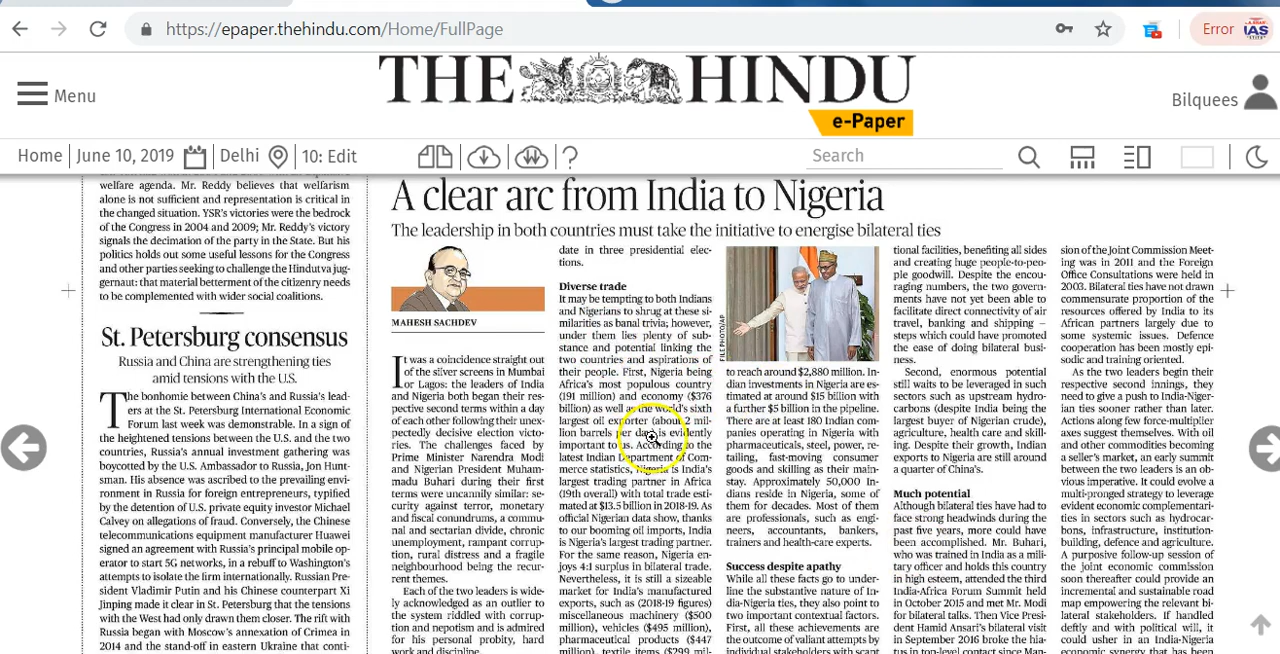 https://epaper.thehindu.com/Home/FullPage
Error
IAS
Menu
THE HINDU
e-Paper
Bilquees
Home
June 10, 2019
Delhi
10: Edit
?
Search
welfare agenda. Mr. Reddy believes that welfarism
alone is not sufficient and representation is critical in
the changed situation. YSR's victories were the bedrock
of the Congress in 2004 and 2009; Mr. Reddy's victory
signals the decimation of the party in the State. But his
politics holds out some useful lessons for the Congress
and other parties seeking to challenge the Hindutva jug-
gernaut: that material betterment of the citizenry needs
to be complemented with wider social coalitions.
St. Petersburg consensus
Russia and China are strengthening ties
amid tensions with the U.S.
The bonhomie between China's and Russia's lead-
ers at the St. Petersburg International Economic
Forum last week was demonstrable. In a sign of
the heightened tensions between the U.S. and the two
countries, Russia's annual investment gathering was
boycotted by the U.S. Ambassador to Russia, Jon Hunt-
sman. His absence was ascribed to the prevailing envi-
ronment in Russia for foreign entrepreneurs, typified
by the detention of U.S. private equity investor Michael
Calvey on allegations of fraud. Conversely, the Chinese
telecommunications equipment manufacturer Huawei
signed an agreement with Russia's principal mobile op-
erator to start 5G networks, in a rebuff to Washington's
attempts to isolate the firm internationally. Russian Pre-
sident Vladimir Putin and his Chinese counterpart Xi
Jinping made it clear in St. Petersburg that the tensions
with the West had only drawn them closer. The rift with
Russia began with Moscow's annexation of Crimea in
2014 and the stand-off in eastern Ukraine that conti-
A clear arc from India to Nigeria
The leadership in both countries must take the initiative to energise bilateral ties
MAHESH SACHDEV
It was a coincidence straight out
of the silver screens in Mumbai
or Lagos: the leaders of India
and Nigeria both began their res-
pective second terms within a day
of each other following their unex-
pectedly decisive election victo-
ries. The challenges faced by
Prime Minister Narendra Modi
and Nigerian President Muham-
madu Buhari during their first
terms were uncannily similar: se-
curity against terror, monetary
and fiscal conundrums, a commu-
nal and sectarian divide, chronic
unemployment, rampant corrup-
tion, rural distress and a fragile
neighbourhood being the recur-
rent themes.
Each of the two leaders is wide-
ly acknowledged as an outlier to
the system riddled with corrup-
tion and nepotism and is admired
for his personal probity, hard
work and discipline.
date in three presidential elec-
tions.
Diverse trade
It may be tempting to both Indians
and Nigerians to shrug at these si-
milarities as banal trivia; however,
under them lies plenty of sub-
stance and potential linking the
two countries and aspirations of
their people. First, Nigeria being
Africa's most populous country
(191 million) and economy ($376
billion) as well as the world's sixth
largest oil exporter (about 2 mil-
lion barrels per day) is evidently
important to us. According to the
latest Indian Department of Com-
merce statistics, Nigeria is India's
largest trading partner in Africa
(19th overall) with total trade esti-
mated at $13.5 billion in 2018-19. As
official Nigerian data show, thanks
to our booming oil imports, India
is Nigeria's largest trading partner.
For the same reason, Nigeria en-
joys 4:1 surplus in bilateral trade.
Nevertheless, it is still a sizeable
market for India's manufactured
exports, such as (2018-19 figures)
miscellaneous machinery ($500
million), vehicles ($495 million),
pharmaceutical products ($447
million), textile items ($299 mil-
FILE PHOTO/AP
to reach around $2,880 million. In-
dian investments in Nigeria are es-
timated at around $15 billion with
a further $5 billion in the pipeline.
There are at least 180 Indian com-
panies operating in Nigeria with
pharmaceuticals, steel, power, re-
tailing, fast-moving consumer
goods and skilling as their main-
stay. Approximately 50,000 In-
dians reside in Nigeria, some of
them for decades. Most of them
are professionals, such as engi-
neers, accountants, bankers,
trainers and health-care experts.
Success despite apathy
While all these facts go to under-
line the substantive nature of In-
dia-Nigeria ties, they also point to
two important contextual factors.
First, all these achievements are
the outcome of valiant attempts by
individual stakeholders with scant
tional facilities, benefiting all sides
and creating huge people-to-peo-
ple goodwill. Despite the encou-
raging numbers, the two govern-
ments have not yet been able to
facilitate direct connectivity of air
travel, banking and shipping –
steps which could have promoted
the ease of doing bilateral busi-
ness.
Second, enormous potential
still waits to be leveraged in such
sectors such as upstream hydro-
carbons (despite India being the
largest buyer of Nigerian crude),
agriculture, health care and skill-
ing. Despite their growth, Indian
exports to Nigeria are still around
a quarter of China's.
Much potential
Although bilateral ties have had to
face strong headwinds during the
past five years, more could have
been accomplished. Mr. Buhari,
who was trained in India as a mili-
tary officer and holds this country
in high esteem, attended the third
India-Africa Forum Summit held
in October 2015 and met Mr. Modi
for bilateral talks. Then Vice Presi-
dent Hamid Ansari's bilateral visit
in September 2016 broke the hia-
tus in top-level contact since Man-
sion of the Joint Commission Meet-
ing was in 2011 and the Foreign
Office Consultations were held in
2003. Bilateral ties have not drawn
commensurate proportion of the
resources offered by India to its
African partners largely due to
some systemic issues. Defence
cooperation has been mostly epi-
sodic and training oriented.
As the two leaders begin their
respective second innings, they
need to give a push to India-Niger-
ian ties sooner rather than later.
Actions along few multi-force-mult-
axes suggest themselves. With oil
and other commodities becoming
a seller's market, an early summit
between the two leaders is an ob-
vious imperative. It could evolve a
multi-pronged strategy to leverage
evident economic complementari-
ties in sectors such as hydrocar-
bons, infrastructure, institution-
building, defence and agriculture.
A purposive follow-up session of
the joint economic commission
soon thereafter could provide an
incremental and sustainable road
map empowering the relevant bi-
lateral stakeholders. If handled
deftly and with political will, it
could usher in an India-Nigeria
economic synergy that has been